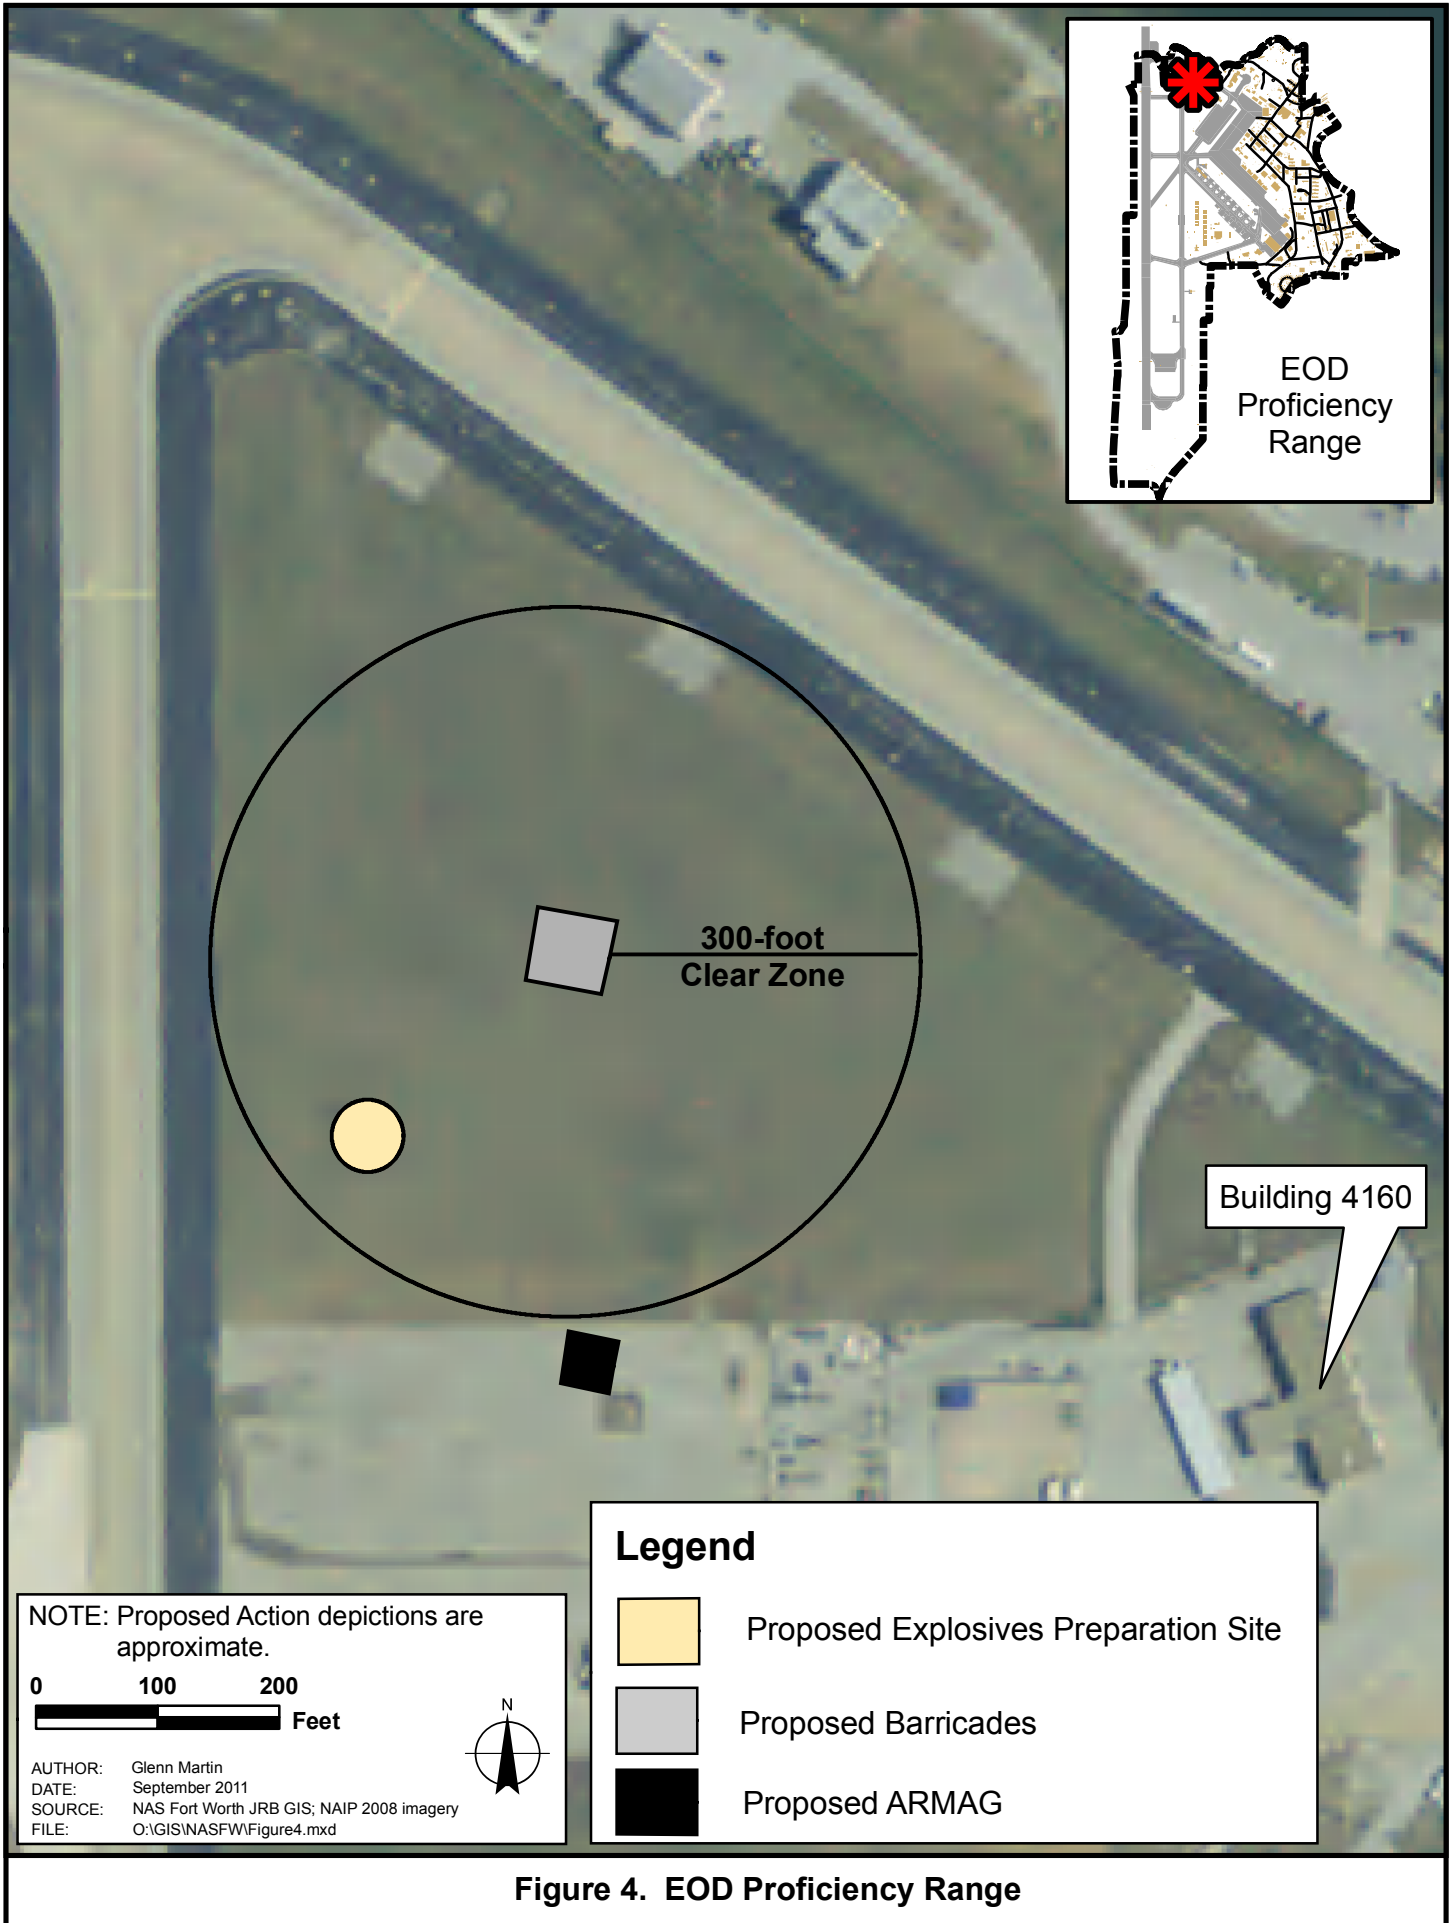 EOD
Proficiency
Range
300-foot
Clear Zone
Building 4160
Legend
Proposed Explosives Preparation Site
Proposed Barricades
Proposed ARMAG
NOTE: Proposed Action depictions are
approximate.
0 100 200
Feet
N
AUTHOR: Glenn Martin
DATE: September 2011
SOURCE: NAS Fort Worth JRB GIS; NAIP 2008 imagery
FILE: O:\GIS\NASFW\Figure4.mxd
Figure 4. EOD Proficiency Range